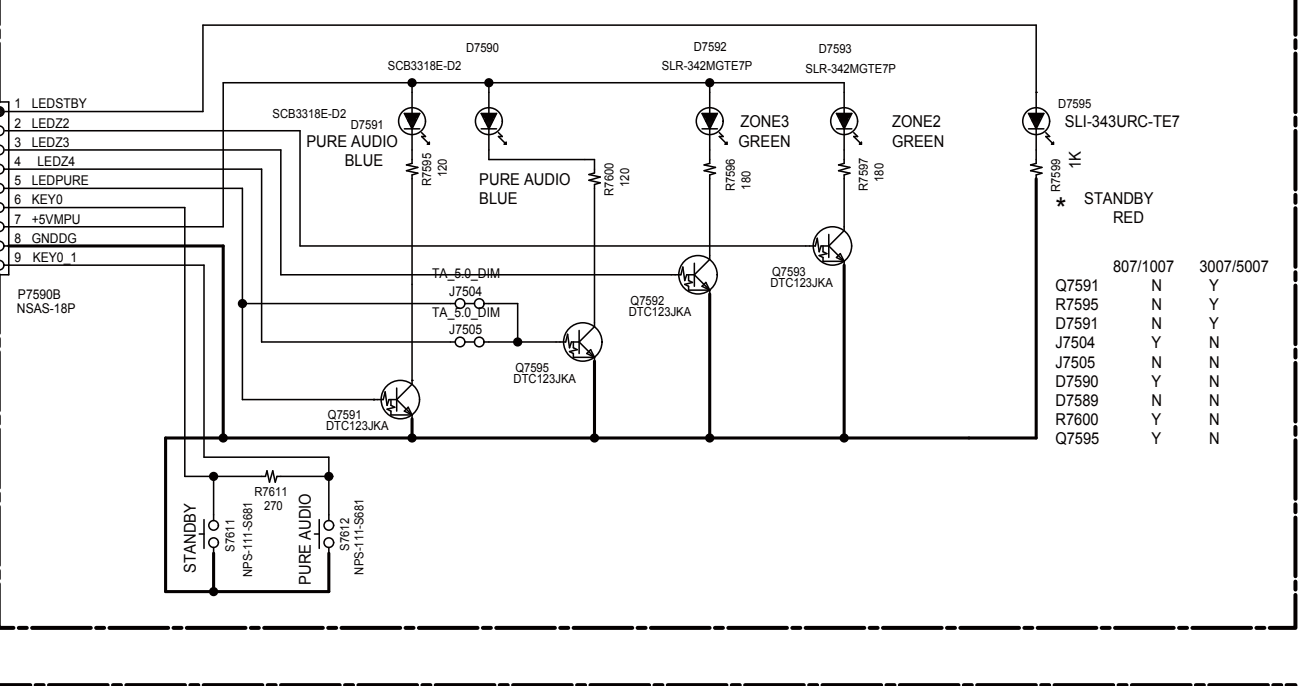 D7590
SCB3318E-D2
D7592
SLR-342MGTE7P
D7593
SLR-342MGTE7P
1 LEDSTBY
2 LEDZ2
3 LEDZ3
4 LEDZ4
5 LEDPURE
6 KEY0
7 +5VMPU
8 GNDDG
9 KEY0_1
P7590B
NSAS-18P
SCB3318E-D2
D7591
PURE AUDIO
BLUE
R7595
120
PURE AUDIO
BLUE
R7600
120
ZONE3
GREEN
R7596
180
ZONE2
GREEN
R7597
180
D7595
SLI-343URC-TE7
R7599
1K
* STANDBY
RED
TA_5.0_DIM
J7504
TA_5.0_DIM
J7505
Q7592
DTC123JKA
Q7593
DTC123JKA
Q7595
DTC123JKA
Q7591
DTC123JKA
807/1007 3007/5007
Q7591 N Y
R7595 N Y
D7591 N Y
J7504 Y N
J7505 N N
D7590 Y N
D7589 N N
R7600 Y N
Q7595 Y N
R7611
270
STANDBY
S7611
NPS-111-S681
PURE AUDIO
S7612
NPS-111-S681